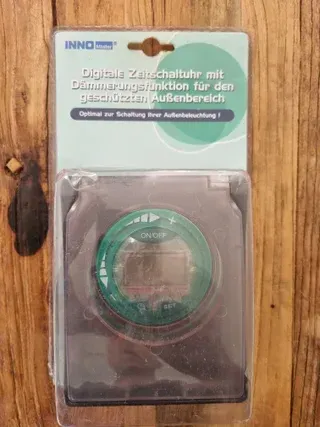 INNO
Digitale Zeitschaltuhr mit
Dämmerungsfunktion für den
geschützten Außenbereich
Optimal zur Schaltung Ihrer Außenbeleuchtung !
+
ON/OFF
SET